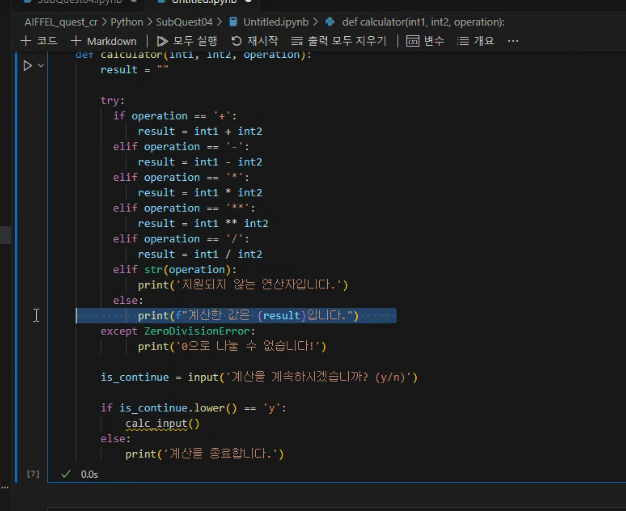 SubQuest04.ipynb Untitled.ipynb
AIFFEL_quest_cr > Python > SubQuest04 > Untitled.ipynb > def calculator(int1, int2, operation):
+ 코드 + Markdown | 모두 실행 재시작 출력 모두 지우기 | 변수 개요 ...
def calculator(int1, int2, operation):
result = ""
try:
if operation == '+':
result = int1 + int2
elif operation == '-':
result = int1 - int2
elif operation == '*':
result = int1 * int2
elif operation == '**':
result = int1 ** int2
elif operation == '/':
result = int1 / int2
elif str(operation):
print('지원되지 않는 연산자입니다.')
else:
print(f"계산한 값은 {result}입니다.")
except ZeroDivisionError:
print('0으로 나눌 수 없습니다!')
is_continue = input('계산을 계속하시겠습니까? (y/n)')
if is_continue.lower() == 'y':
calc_input()
else:
print('계산을 종료합니다.')
[7] 0.0s